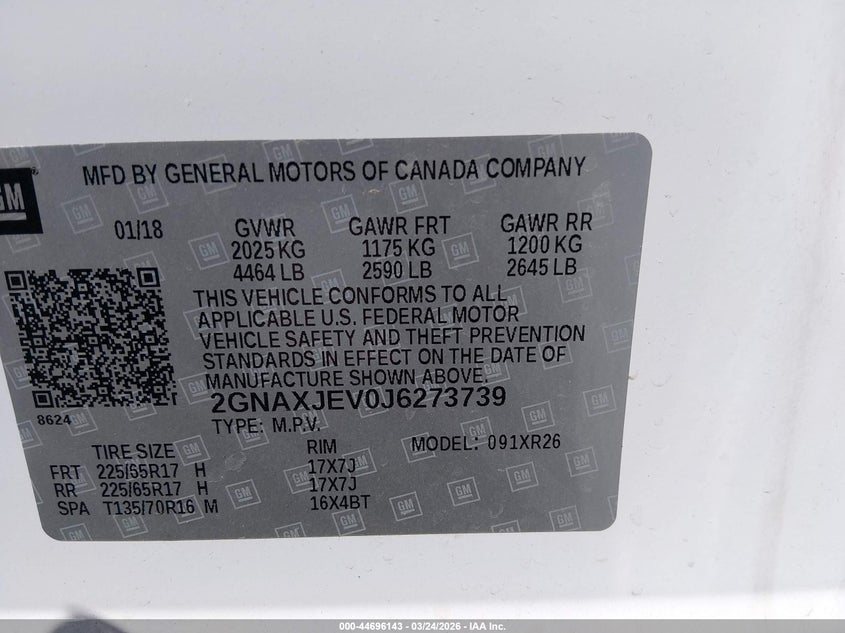 GM
MFD BY GENERAL MOTORS OF CANADA COMPANY
01/18 GVWR GAWR FRT GAWR RR
2025 KG 1175 KG 1200 KG
4464 LB 2590 LB 2645 LB
THIS VEHICLE CONFORMS TO ALL
APPLICABLE U.S. FEDERAL MOTOR
VEHICLE SAFETY AND THEFT PREVENTION
STANDARDS IN EFFECT ON THE DATE OF
MANUFACTURE SHOWN ABOVE.
2GNAXJEV0J6273739
8624
TYPE: M.P.V. MODEL: 091XR26
TIRE SIZE RIM
FRT 225/65R17 H 17X7J
RR 225/65R17 H 17X7J
SPA T135/70R16 M 16X4BT
000-44696143 - 03/24/2026 - IAA Inc.